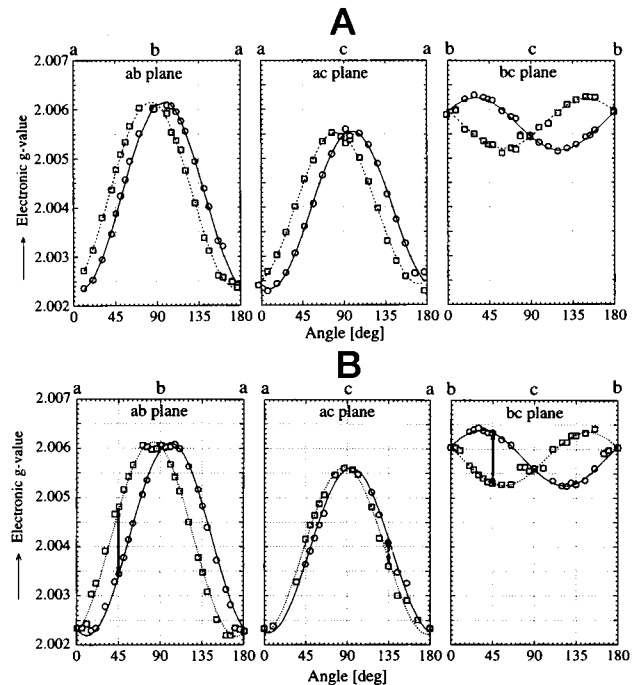 A
a b a a c a b c b
ab plane ac plane bc plane
2.007
2.006
2.005
2.004
2.003
2.002
Electronic g-value
0 45 90 135 180 0 45 90 135 180 0 45 90 135 180
Angle [deg]
B
a b a a c a b c b
ab plane ac plane bc plane
2.007
2.006
2.005
2.004
2.003
2.002
Electronic g-value
0 45 90 135 180 0 45 90 135 180 0 45 90 135 180
Angle [deg]